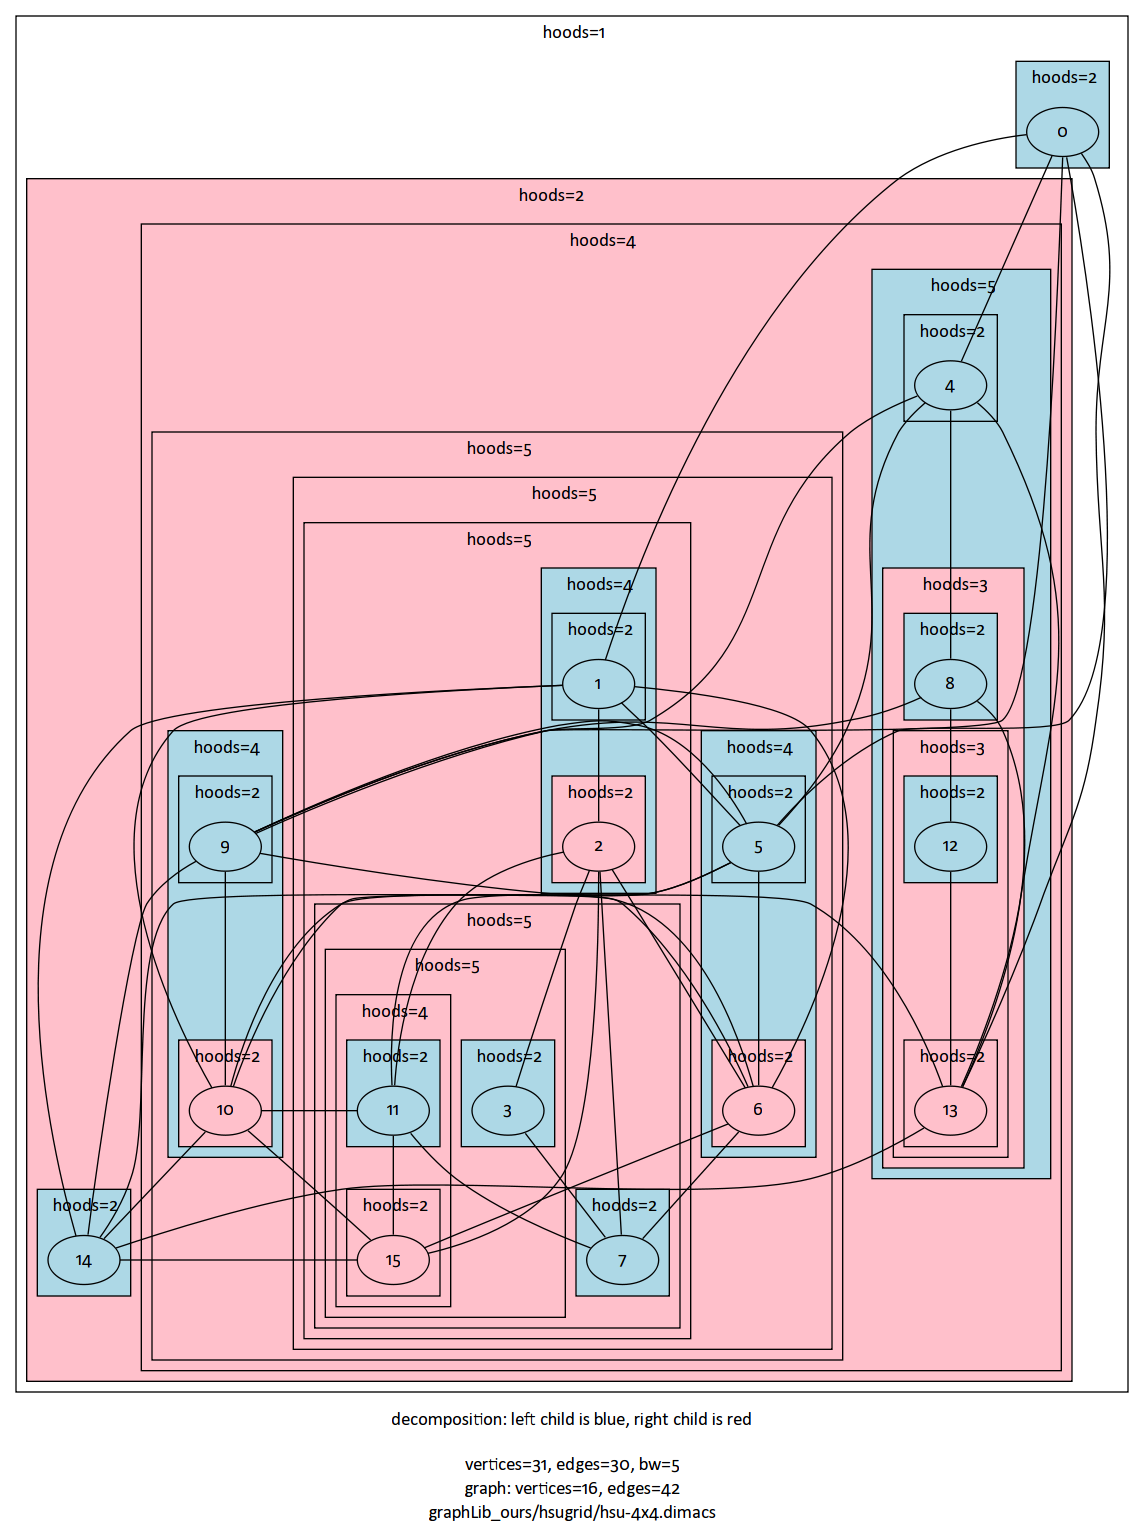 hoods=1
hoods=2
0
hoods=2
hoods=4
hoods=5
hoods=2
4
hoods=5
hoods=5
hoods=5
hoods=4
hoods=3
hoods=2
hoods=2
1
8
hoods=4
hoods=4
hoods=3
hoods=2
hoods=2
hoods=2
hoods=2
9
2
5
12
hoods=5
hoods=5
hoods=4
hoods=2
hoods=2
hoods=2
hoods=2
hoods=2
10
11
3
6
13
hoods=2
hoods=2
hoods=2
14
15
7
decomposition: left child is blue, right child is red
vertices=31, edges=30, bw=5
graph: vertices=16, edges=42
graphLib_ours/hsugrid/hsu-4x4.dimacs